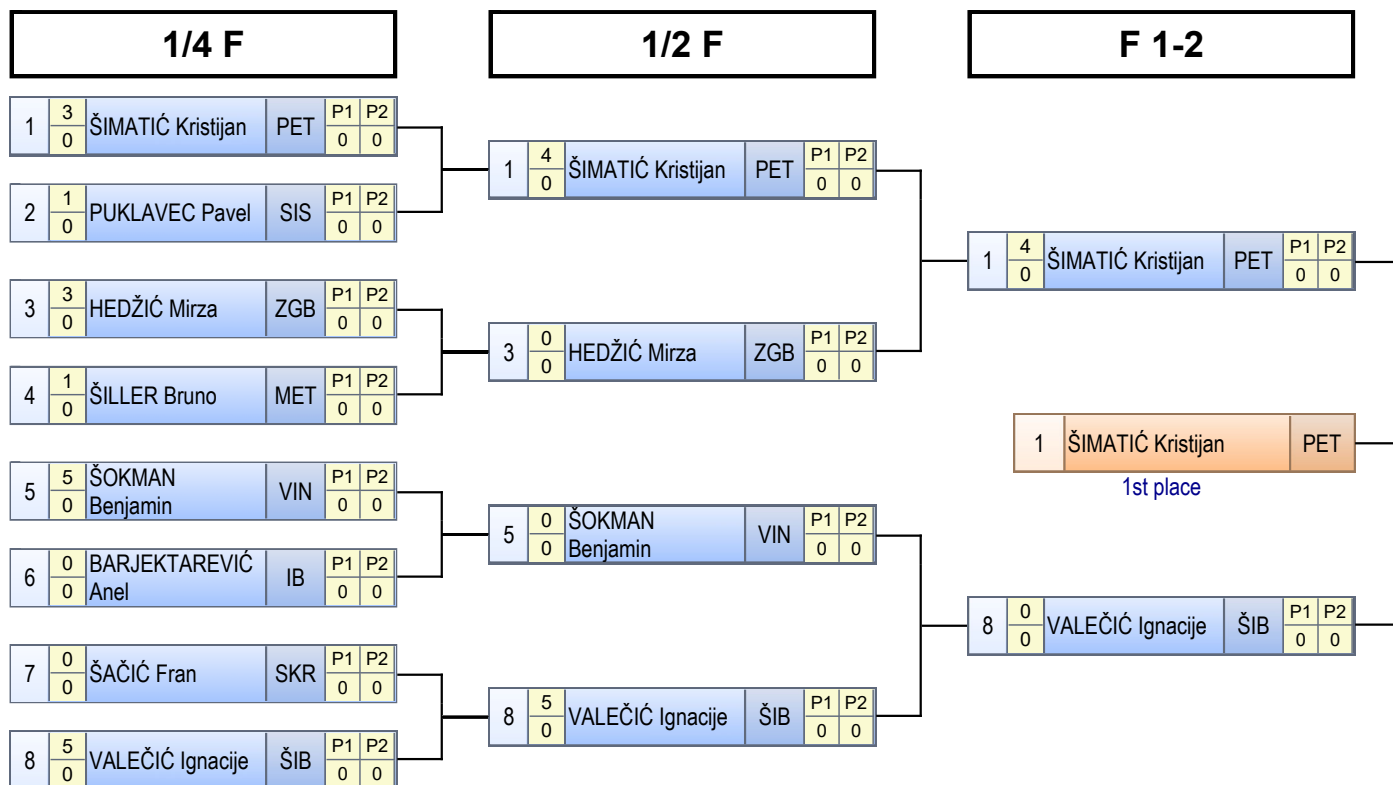 1/4 F
1/2 F
F 1-2
1 3 ŠIMATIĆ Kristijan PET P1 P2
0 0 0
2 1 PUKLAVEC Pavel SIS P1 P2
0 0 0
3 3 HEDŽIĆ Mirza ZGB P1 P2
0 0 0
4 1 ŠILLER Bruno MET P1 P2
0 0 0
5 5 ŠOKMAN VIN P1 P2
0 Benjamin 0 0
6 0 BARJEKTAREVIĆ IB P1 P2
0 Anel 0 0
7 0 ŠAČIĆ Fran SKR P1 P2
0 0 0
8 5 VALEČIĆ Ignacije ŠIB P1 P2
0 0 0
1 4 ŠIMATIĆ Kristijan PET P1 P2
0 0 0
3 0 HEDŽIĆ Mirza ZGB P1 P2
0 0 0
5 0 ŠOKMAN VIN P1 P2
0 Benjamin 0 0
8 5 VALEČIĆ Ignacije ŠIB P1 P2
0 0 0
1 4 ŠIMATIĆ Kristijan PET P1 P2
0 0 0
1 ŠIMATIĆ Kristijan PET
1st place
8 0 VALEČIĆ Ignacije ŠIB P1 P2
0 0 0